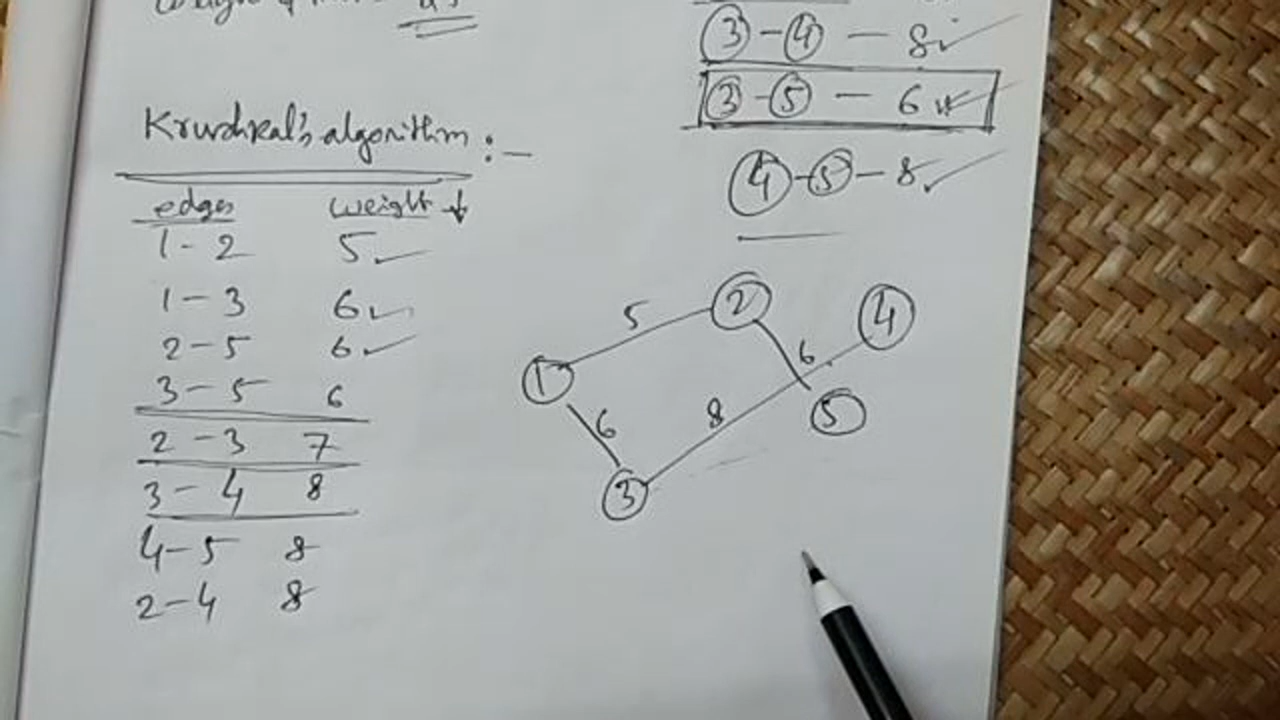 Krushkal's algorithm :-
edges weight ↓
1 - 2 5 ✓
1 - 3 6 ✓
2 - 5 6 ✓
3 - 5 6
2 - 3 7
3 - 4 8
4 - 5 8
2 - 4 8
3 - 4 - 8 ✓
3 - 5 - 6 ✓
4 - 5 - 8 ✓
5 2 4
1 6
6 8 5
3